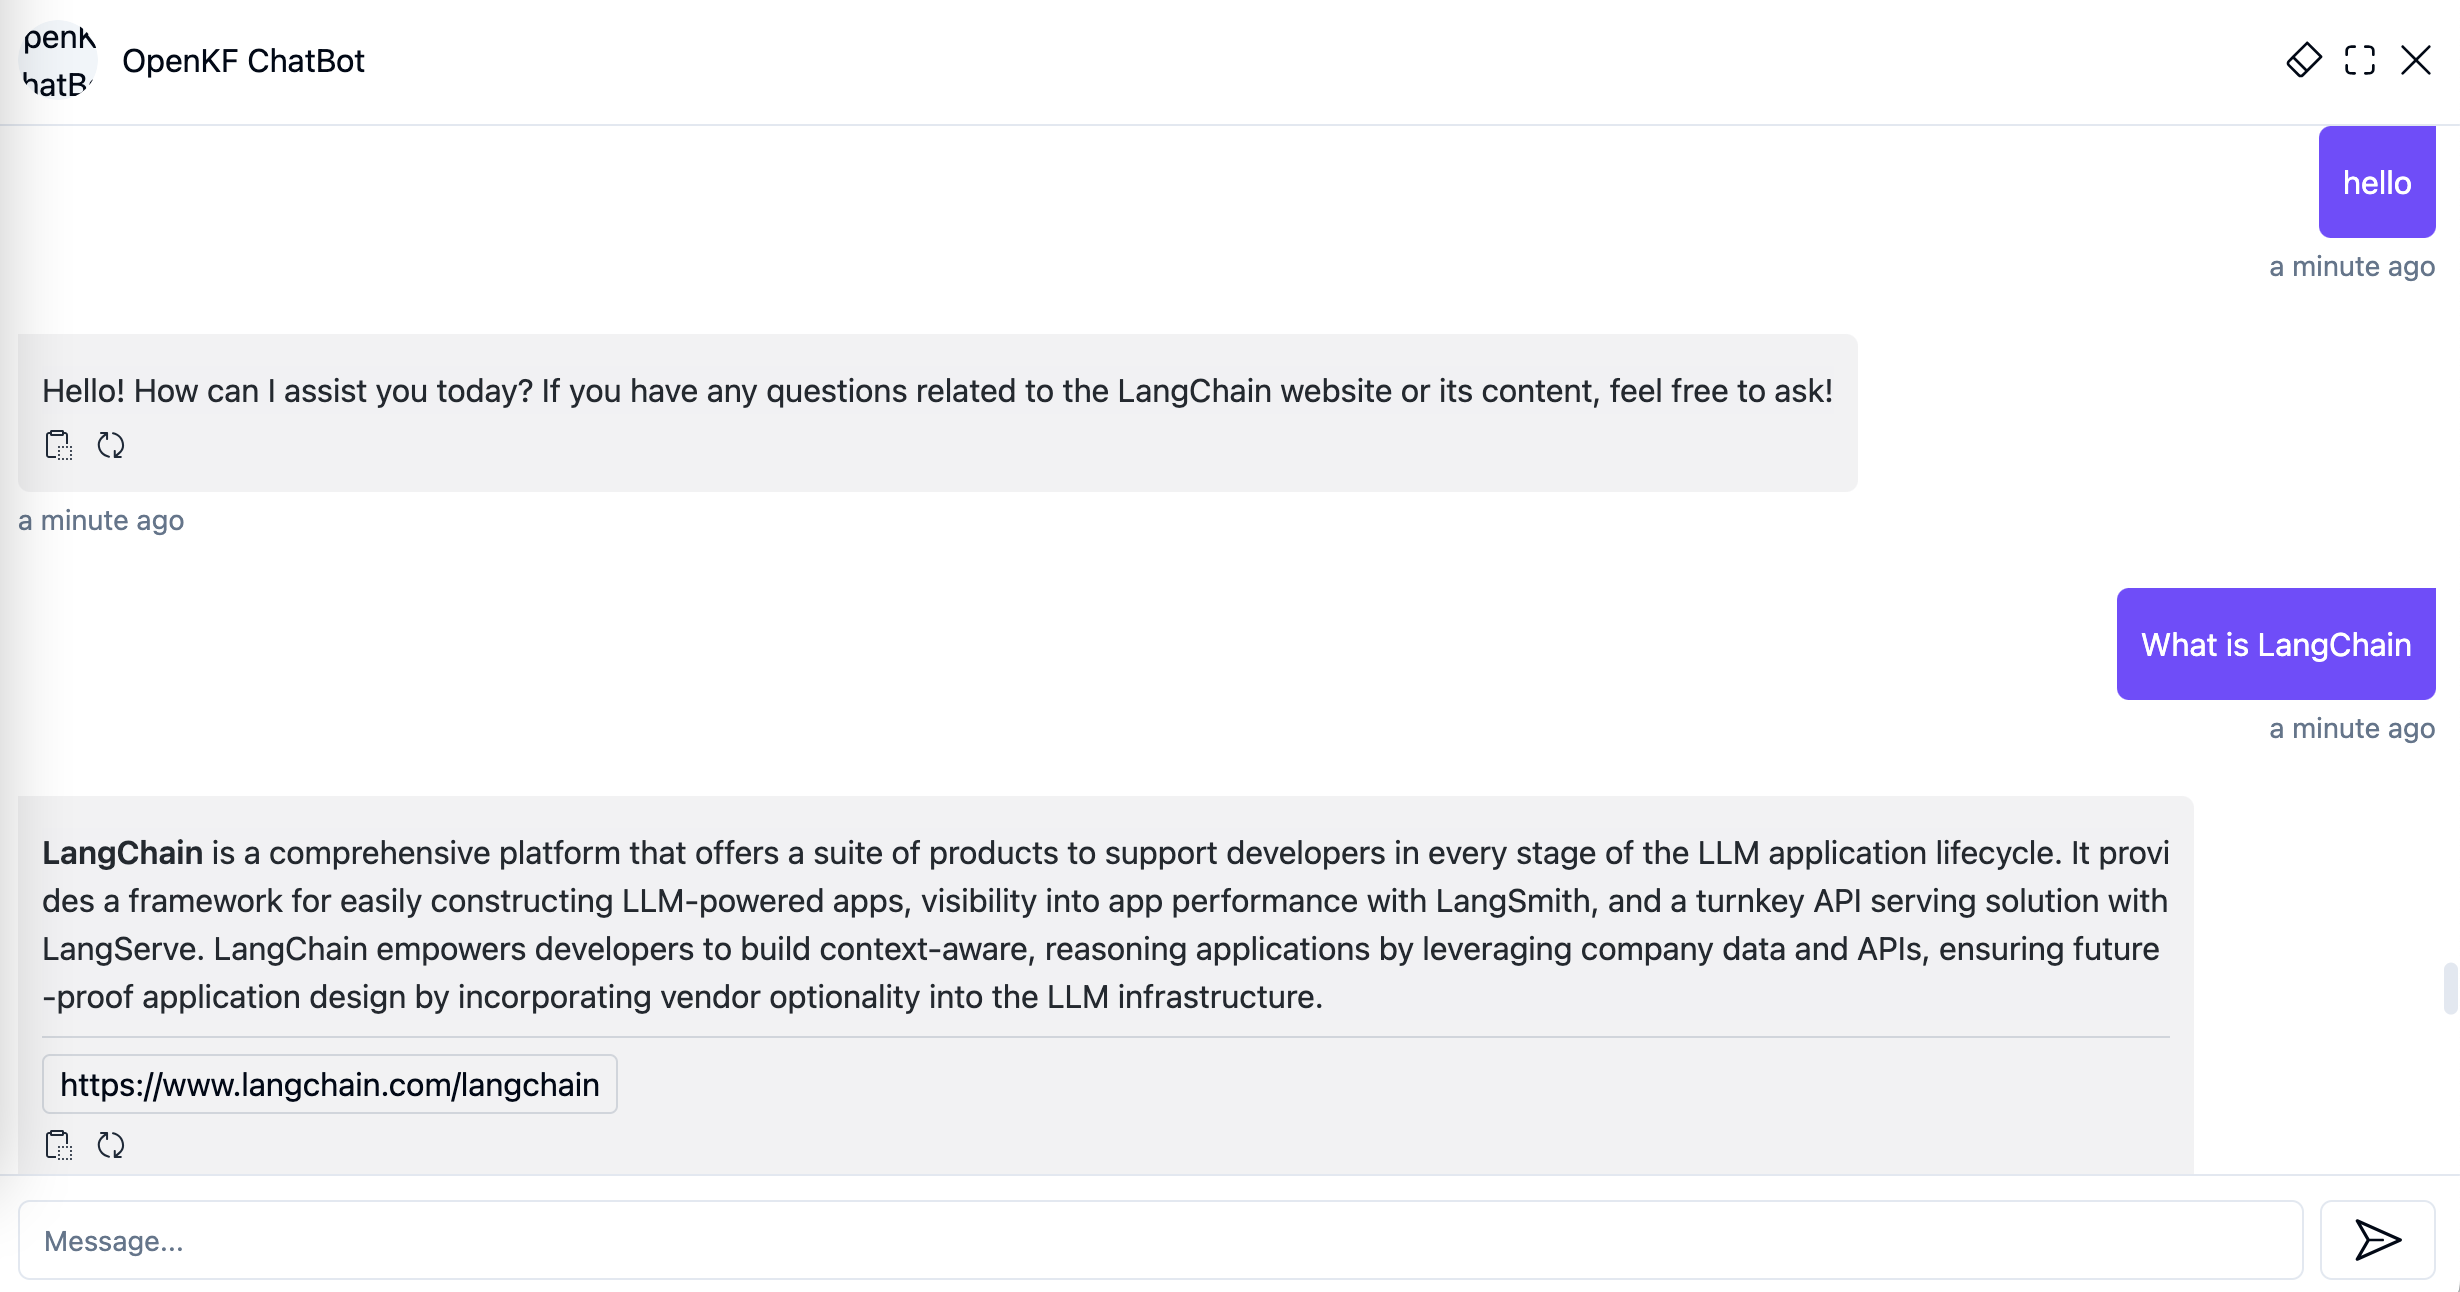 penK
hatB
OpenKF ChatBot
hello
a minute ago
Hello! How can I assist you today? If you have any questions related to the LangChain website or its content, feel free to ask!
a minute ago
What is LangChain
a minute ago
LangChain is a comprehensive platform that offers a suite of products to support developers in every stage of the LLM application lifecycle. It provi
des a framework for easily constructing LLM-powered apps, visibility into app performance with LangSmith, and a turnkey API serving solution with
LangServe. LangChain empowers developers to build context-aware, reasoning applications by leveraging company data and APIs, ensuring future
-proof application design by incorporating vendor optionality into the LLM infrastructure.
https://www.langchain.com/langchain
Message...